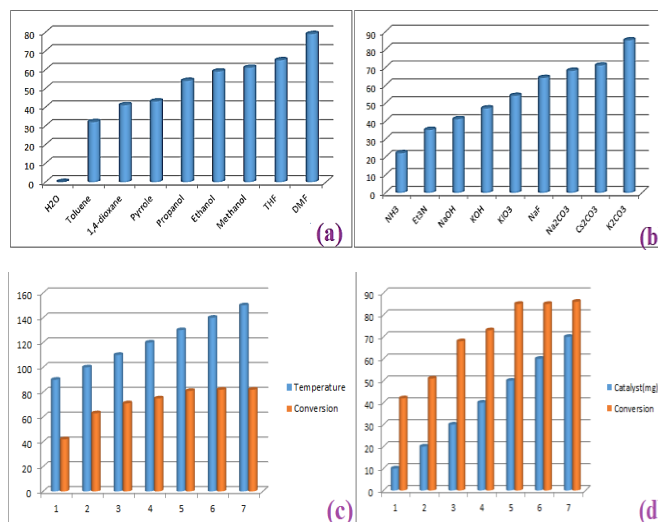 80
70
60
50
40
30
20
10
0
H2O
Toluene
1,4-dioxane
Pyrrole
Propanol
Ethanol
Methanol
THF
DMF
(a)
90
80
70
60
50
40
30
20
10
0
NH3
Et3N
NaOH
KOH
KIO3
NaF
Na2CO3
Cs2CO3
K2CO3
(b)
160
140
120
100
80
60
40
20
0
1 2 3 4 5 6 7
Temperature
Conversion
(c)
90
80
70
60
50
40
30
20
10
0
1 2 3 4 5 6 7
Catalyst(mg)
Conversion
(d)